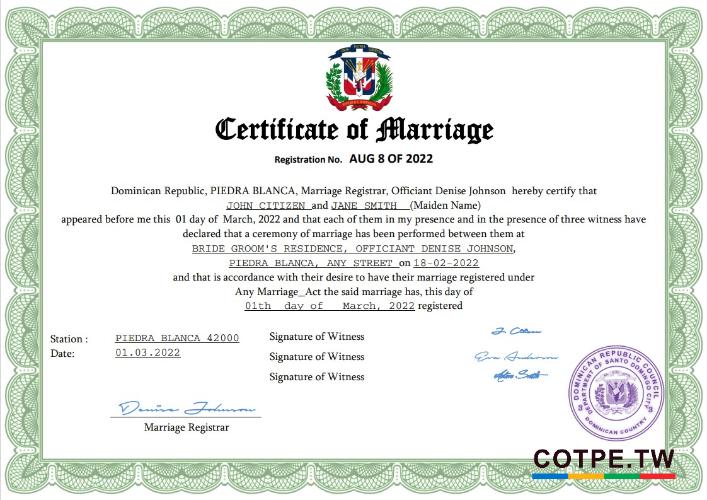 Certificate of Marriage
Registration No. AUG 8 OF 2022
Dominican Republic, PIEDRA BLANCA, Marriage Registrar, Officiant Denise Johnson hereby certify that
JOHN CITIZEN and JANE SMITH (Maiden Name)
appeared before me this 01 day of March, 2022 and that each of them in my presence and in the presence of three witness have
declared that a ceremony of marriage has been performed between them at
BRIDE GROOM'S RESIDENCE, OFFICIANT DENISE JOHNSON,
PIEDRA BLANCA, ANY STREET on 18-02-2022
and that is accordance with their desire to have their marriage registered under
Any Marriage_Act the said marriage has, this day of
01th day of March, 2022 registered
Station : PIEDRA BLANCA 42000
Date: 01.03.2022
Signature of Witness
Signature of Witness Eva Anderson
Signature of Witness
Denise Johnson
Marriage Registrar
DOMINICAN REPUBLIC COUNCIL
DEPARTMENT OF SANTO DOMINGO CITY
DOMINICAN COUNTRY
COTPE.TW